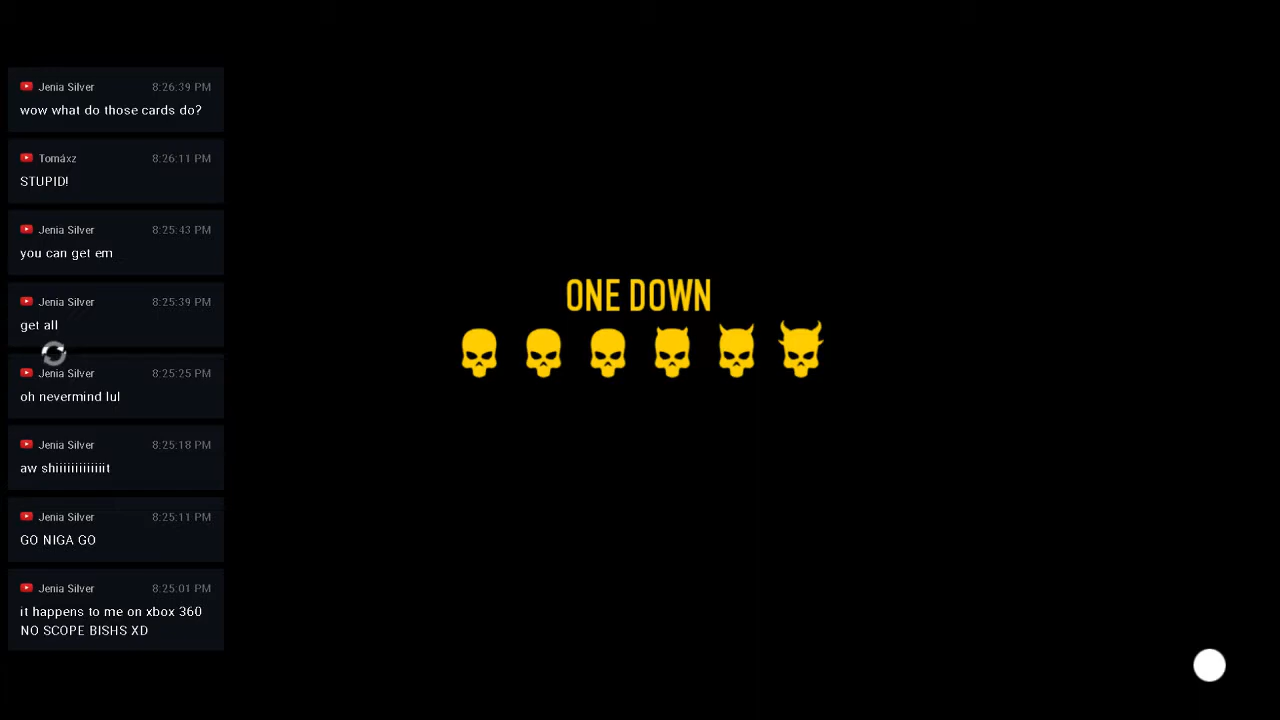 Jenia Silver 8:26:39 PM
wow what do those cards do?
Tomáxz 8:26:11 PM
STUPID!
Jenia Silver 8:25:43 PM
you can get em
Jenia Silver 8:25:39 PM
get all
Jenia Silver 8:25:25 PM
oh nevermind lul
Jenia Silver 8:25:18 PM
aw shiiiiiiiiiiiiit
Jenia Silver 8:25:11 PM
GO NIGA GO
Jenia Silver 8:25:01 PM
it happens to me on xbox 360
NO SCOPE BISHS XD
ONE DOWN